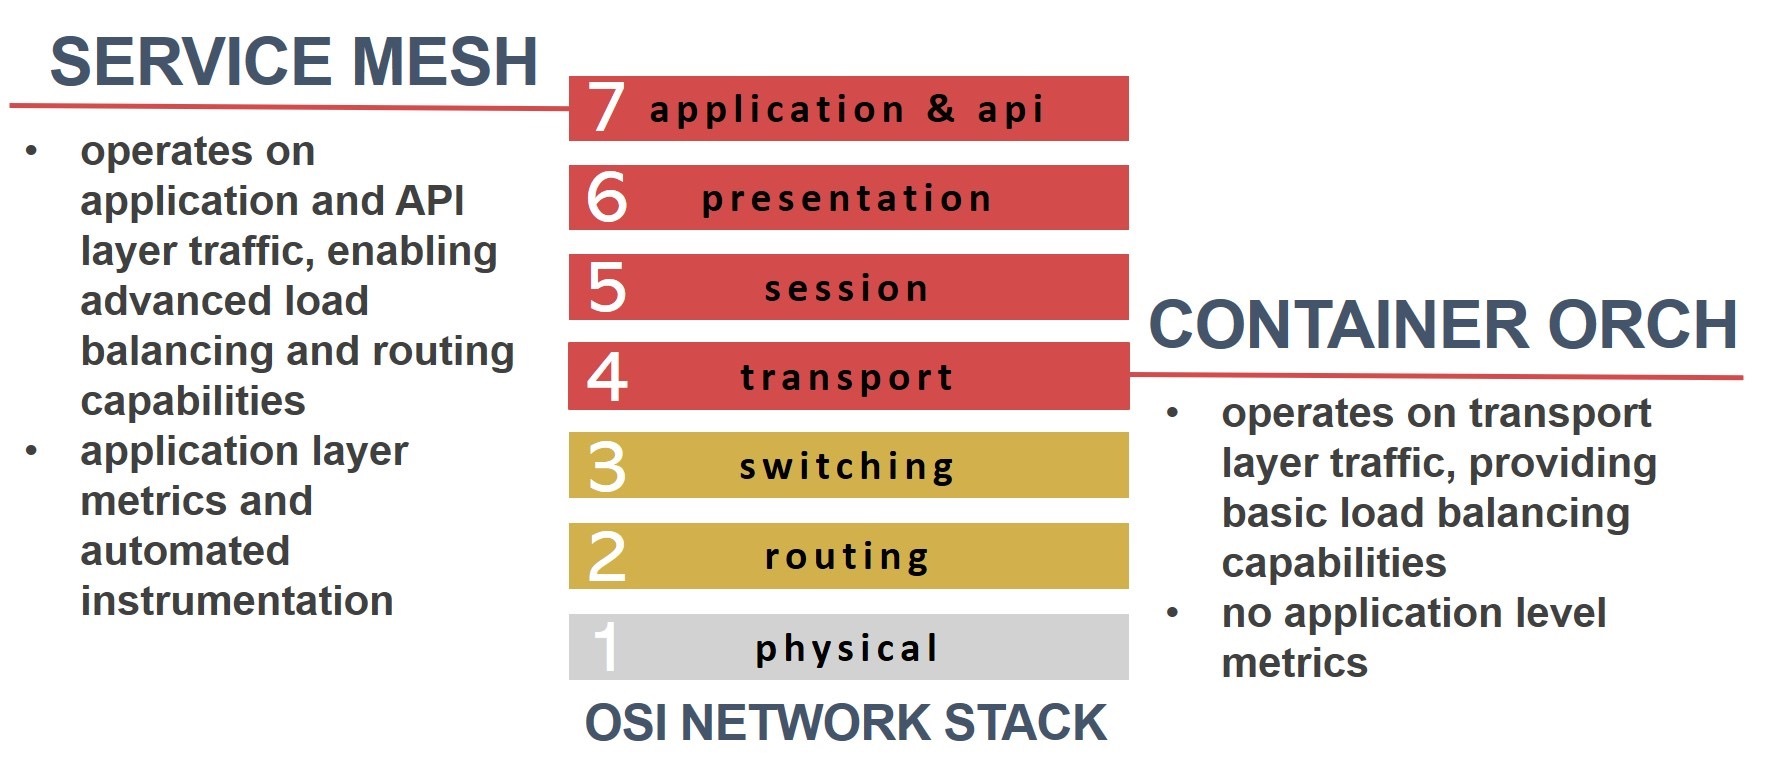 SERVICE MESH
• operates on
application and API
layer traffic, enabling
advanced load
balancing and routing
capabilities
• application layer
metrics and
automated
instrumentation
7 application & api
6 presentation
5 session
4 transport
3 switching
2 routing
1 physical
OSI NETWORK STACK
CONTAINER ORCH
• operates on transport
layer traffic, providing
basic load balancing
capabilities
• no application level
metrics